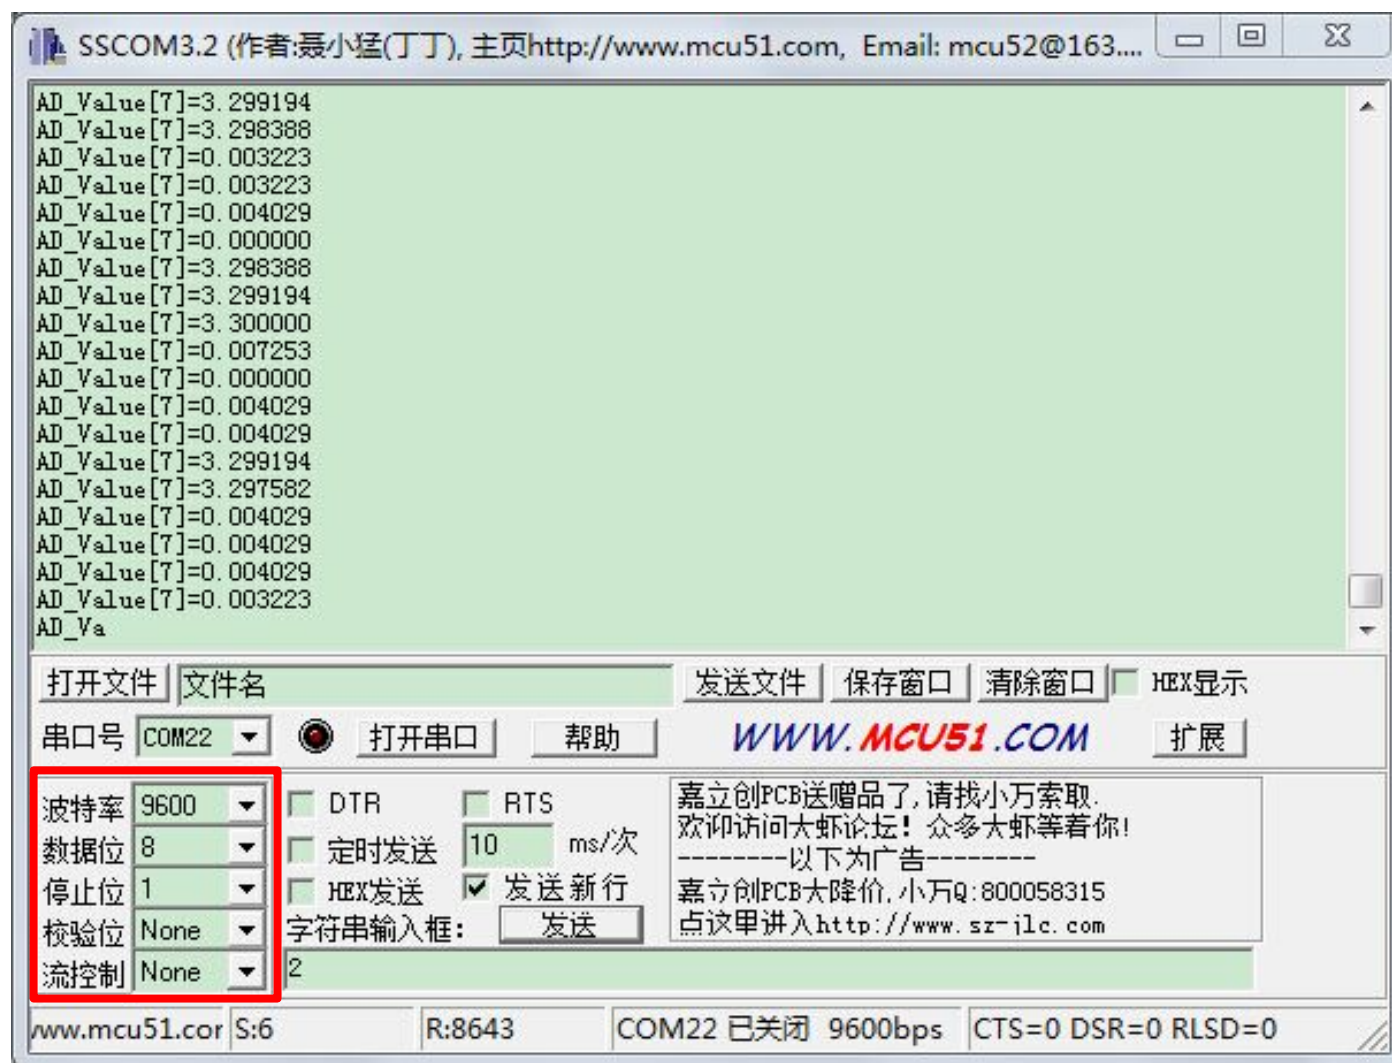 SSCOM3.2 (作者:聂小猛(丁丁), 主页http://www.mcu51.com, Email: mcu52@163....
AD_Value[7]=3.299194
AD_Value[7]=3.298388
AD_Value[7]=0.003223
AD_Value[7]=0.003223
AD_Value[7]=0.004029
AD_Value[7]=0.000000
AD_Value[7]=3.298388
AD_Value[7]=3.299194
AD_Value[7]=3.300000
AD_Value[7]=0.007253
AD_Value[7]=0.000000
AD_Value[7]=0.004029
AD_Value[7]=0.004029
AD_Value[7]=3.299194
AD_Value[7]=3.297582
AD_Value[7]=0.004029
AD_Value[7]=0.004029
AD_Value[7]=0.004029
AD_Value[7]=0.003223
AD_Va
打开文件 文件名 发送文件 保存窗口 清除窗口 HEX显示
串口号 COM22 打开串口 帮助 WWW.MCU51.COM 扩展
波特率 9600 DTR RTS
数据位 8 定时发送 10 ms/次
停止位 1 HEX发送 发送新行
校验位 None 字符串输入框: 发送
流控制 None 2
嘉立创PCB送赠品了,请找小万索取.
欢迎访问大虾论坛! 众多大虾等着你!
--------以下为广告--------
嘉立创PCB大降价,小万Q:800058315
点这里进入http://www.sz-jlc.com
www.mcu51.cor S:6 R:8643 COM22 已关闭 9600bps CTS=0 DSR=0 RLSD=0